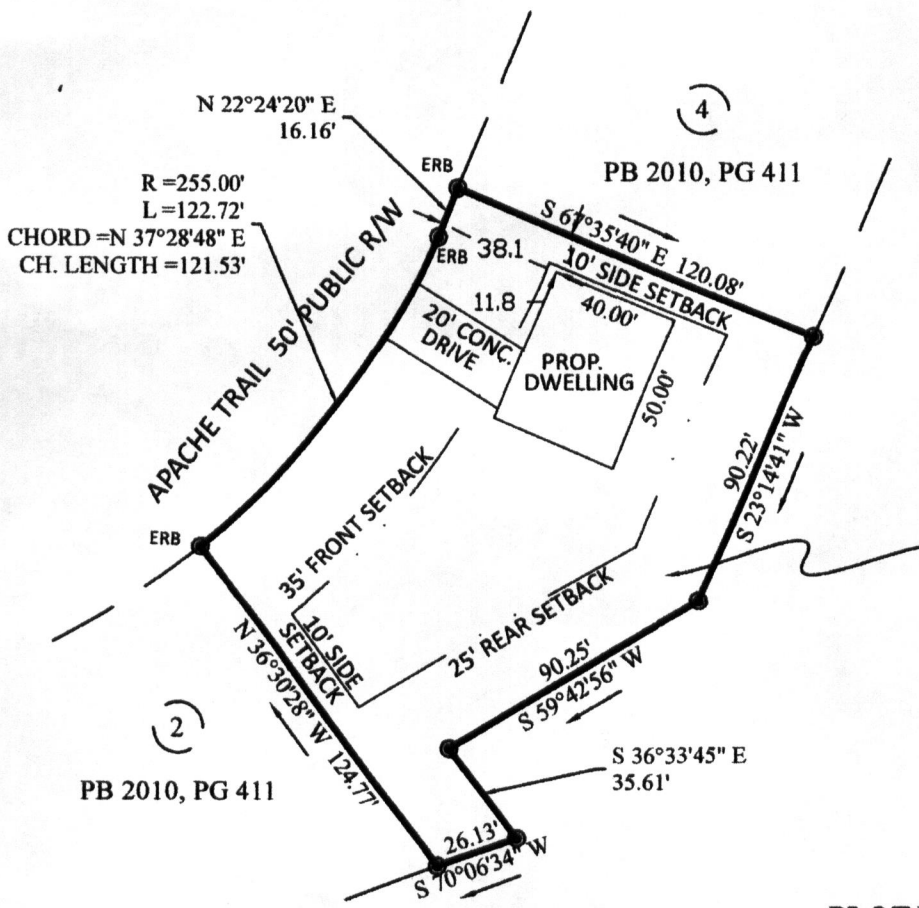 N 22°24'20" E
16.16'
4
PB 2010, PG 411
ERB
R =255.00'
L =122.72'
CHORD =N 37°28'48" E
CH. LENGTH =121.53'
S 67°35'40" E 120.08'
ERB
38.1
10' SIDE SETBACK
11.8
40.00'
APACHE TRAIL 50' PUBLIC R/W
20' CONC.
DRIVE
PROP.
DWELLING
50.00'
90.22'
S 23°14'41" W
35' FRONT SETBACK
ERB
25' REAR SETBACK
10' SIDE
SETBACK
N 36°30'28" W 124.77'
90.25'
S 59°42'56" W
2
PB 2010, PG 411
S 36°33'45" E
35.61'
26.13'
S 70°06'34" W